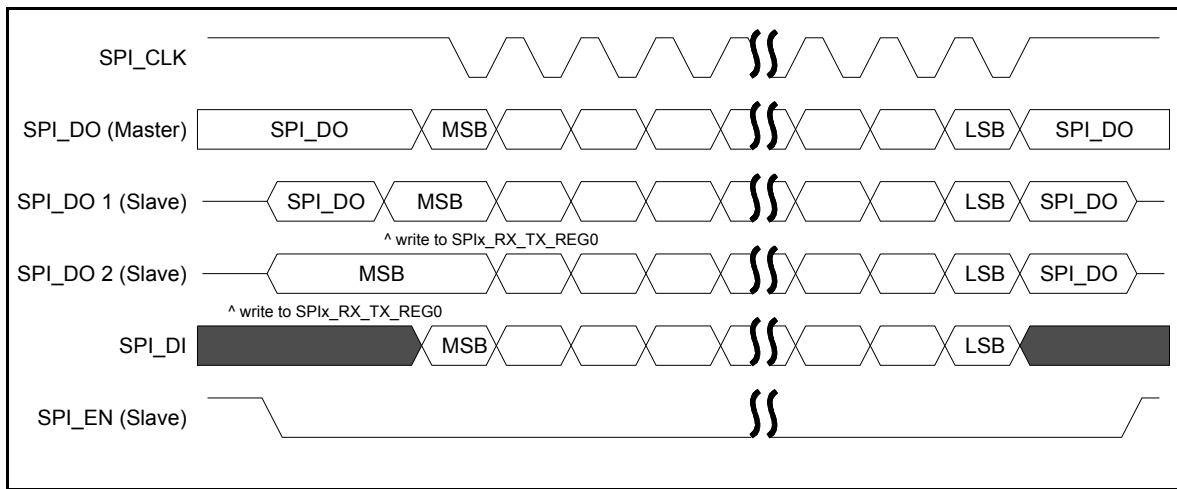 SPI_CLK
SPI_DO (Master) SPI_DO MSB LSB SPI_DO
SPI_DO 1 (Slave) SPI_DO MSB LSB SPI_DO
^ write to SPIx_RX_TX_REG0
SPI_DO 2 (Slave) MSB LSB SPI_DO
^ write to SPIx_RX_TX_REG0
SPI_DI MSB LSB
SPI_EN (Slave)